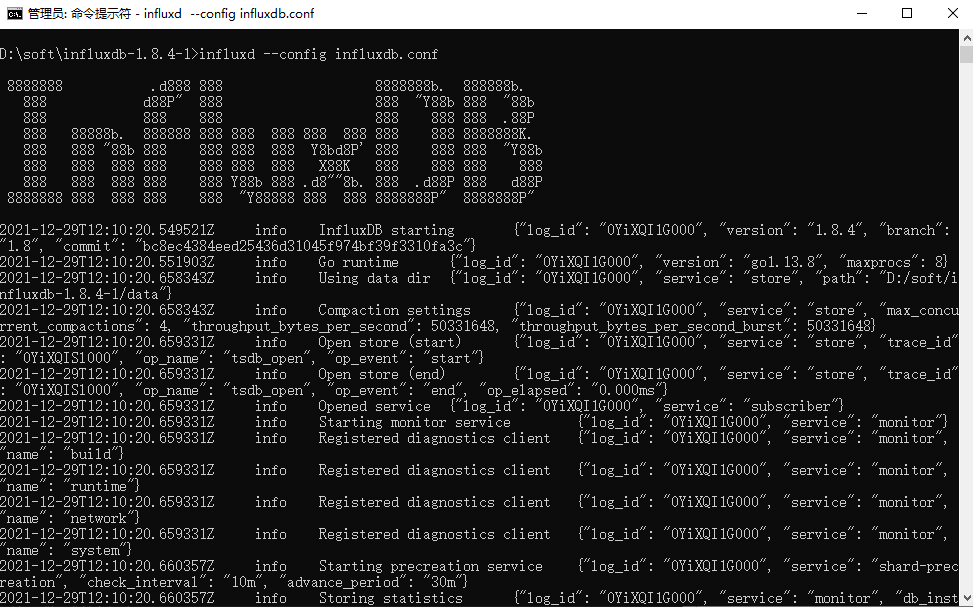 管理员: 命令提示符 - influxd  --config influxdb.conf
D:\soft\influxdb-1.8.4-1>influxd --config influxdb.conf
 8888888           .d888 888                   8888888b.  888888b.
   888            d88P"  888                   888  "Y88b 888  "88b
   888            888    888                   888    888 888  .88P
   888   88888b.  888888 888 888  888 888  888 888    888 8888888K.
   888   888 "88b 888    888 888  888  Y8bd8P' 888    888 888  "Y88b
   888   888  888 888    888 888  888   X88K   888    888 888    888
   888   888  888 888    888 Y88b 888 .d8""8b. 888  .d88P 888   d88P
 8888888 888  888 888    888  "Y88888 888  888 8888888P"  8888888P"
2021-12-29T12:10:20.549521Z     info    InfluxDB starting       {"log_id": "0YiXQI1G000", "version": "1.8.4", "branch":
"1.8", "commit": "bc8ec4384eed25436d31045f974bf39f3310fa3c"}
2021-12-29T12:10:20.551903Z     info    Go runtime      {"log_id": "0YiXQI1G000", "version": "go1.13.8", "maxprocs": 8}
2021-12-29T12:10:20.658343Z     info    Using data dir  {"log_id": "0YiXQI1G000", "service": "store", "path": "D:/soft/i
nfluxdb-1.8.4-1/data"}
2021-12-29T12:10:20.658343Z     info    Compaction settings     {"log_id": "0YiXQI1G000", "service": "store", "max_concu
rrent_compactions": 4, "throughput_bytes_per_second": 50331648, "throughput_bytes_per_second_burst": 50331648}
2021-12-29T12:10:20.659331Z     info    Open store (start)      {"log_id": "0YiXQI1G000", "service": "store", "trace_id"
: "0YiXQIS1000", "op_name": "tsdb_open", "op_event": "start"}
2021-12-29T12:10:20.659331Z     info    Open store (end)        {"log_id": "0YiXQI1G000", "service": "store", "trace_id"
: "0YiXQIS1000", "op_name": "tsdb_open", "op_event": "end", "op_elapsed": "0.000ms"}
2021-12-29T12:10:20.659331Z     info    Opened service  {"log_id": "0YiXQI1G000", "service": "subscriber"}
2021-12-29T12:10:20.659331Z     info    Starting monitor service        {"log_id": "0YiXQI1G000", "service": "monitor"}
2021-12-29T12:10:20.659331Z     info    Registered diagnostics client   {"log_id": "0YiXQI1G000", "service": "monitor",
"name": "build"}
2021-12-29T12:10:20.659331Z     info    Registered diagnostics client   {"log_id": "0YiXQI1G000", "service": "monitor",
"name": "runtime"}
2021-12-29T12:10:20.659331Z     info    Registered diagnostics client   {"log_id": "0YiXQI1G000", "service": "monitor",
"name": "network"}
2021-12-29T12:10:20.659331Z     info    Registered diagnostics client   {"log_id": "0YiXQI1G000", "service": "monitor",
"name": "system"}
2021-12-29T12:10:20.660357Z     info    Starting precreation service    {"log_id": "0YiXQI1G000", "service": "shard-prec
reation", "check_interval": "10m", "advance_period": "30m"}
2021-12-29T12:10:20.660357Z     info    Storing statistics      {"log_id": "0YiXQI1G000", "service": "monitor", "db_inst